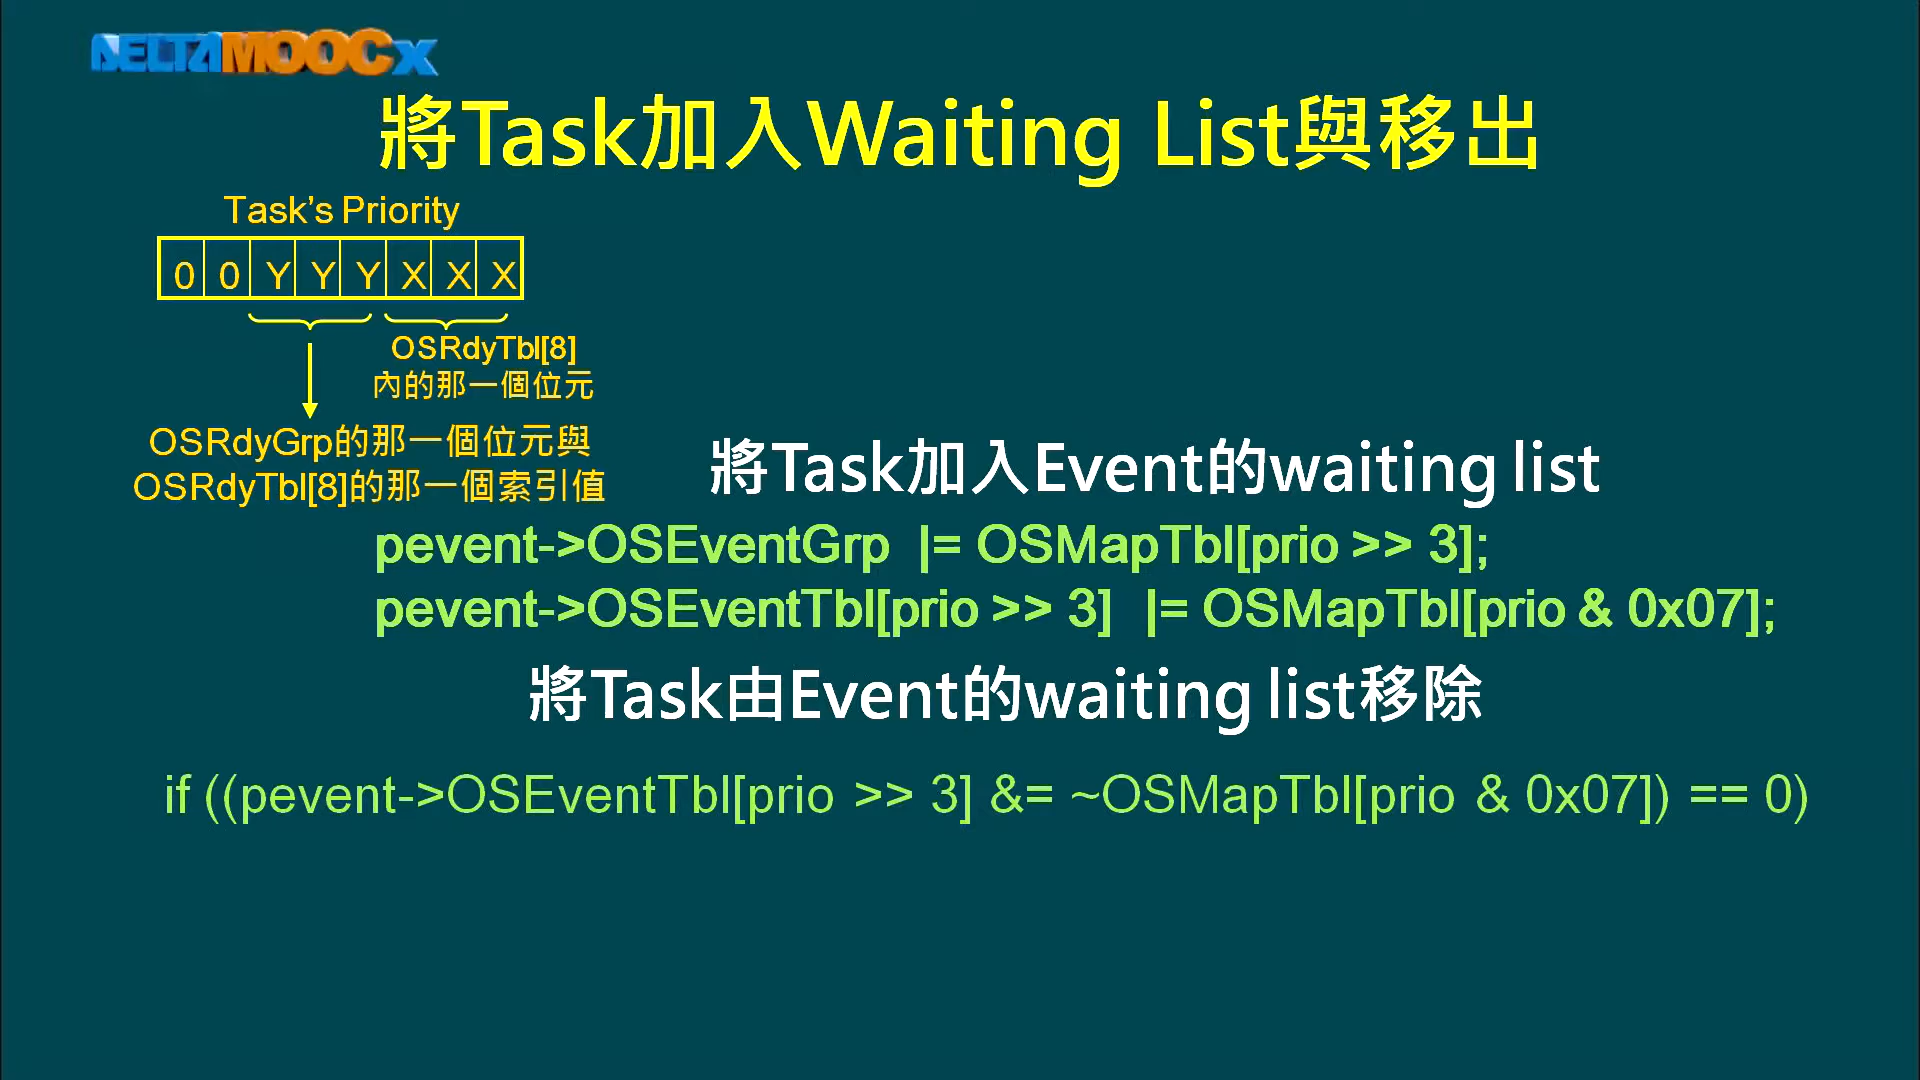 DELTAMOOCx
將Task加入Waiting List與移出
Task's Priority
0 0 Y Y Y X X X
OSRdyTbl[8]
內的那一個位元
OSRdyGrp的那一個位元與
OSRdyTbl[8]的那一個索引值
將Task加入Event的waiting list
pevent->OSEventGrp |= OSMapTbl[prio >> 3];
pevent->OSEventTbl[prio >> 3] |= OSMapTbl[prio & 0x07];
將Task由Event的waiting list移除
if ((pevent->OSEventTbl[prio >> 3] &= ~OSMapTbl[prio & 0x07]) == 0)